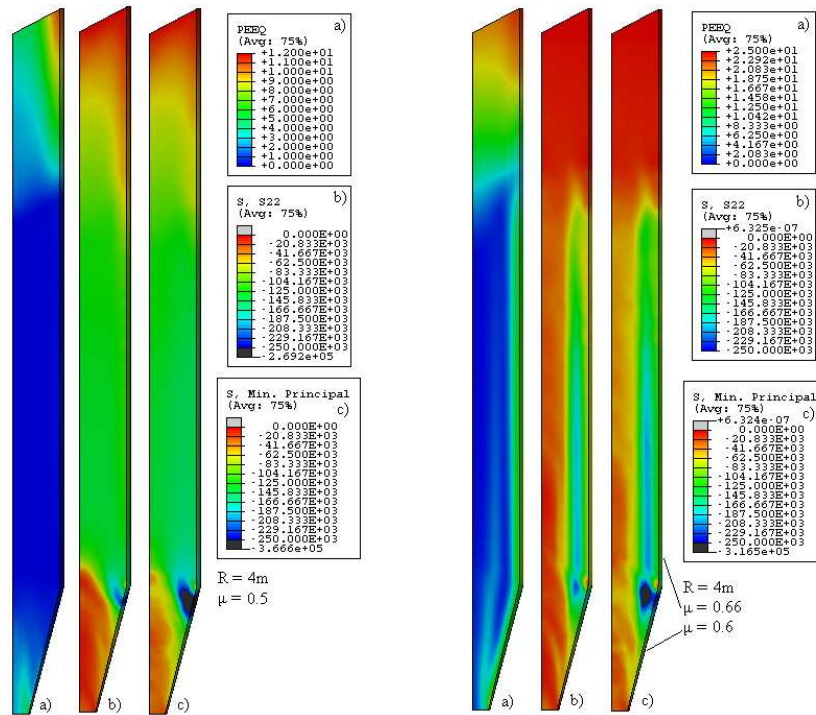 a)
PEEQ
(Avg: 75%)
+1.200e+01
+1.100e+01
+1.000e+01
+9.000e+00
+8.000e+00
+7.000e+00
+6.000e+00
+5.000e+00
+4.000e+00
+3.000e+00
+2.000e+00
+1.000e+00
+0.000e+00
b)
S, S22
(Avg: 75%)
0.000E+00
-20.833E+03
-41.667E+03
-62.500E+03
-83.333E+03
-104.167E+03
-125.000E+03
-145.833E+03
-166.667E+03
-187.500E+03
-208.333E+03
-229.167E+03
-250.000E+03
-2.692e+05
S, Min. Principal
(Avg: 75%)
c)
0.000E+00
-20.833E+03
-41.667E+03
-62.500E+03
-83.333E+03
-104.167E+03
-125.000E+03
-145.833E+03
-166.667E+03
-187.500E+03
-208.333E+03
-229.167E+03
-250.000E+03
-3.666e+05
R = 4m
μ = 0.5
a)
b)
c)
a)
PEEQ
(Avg: 75%)
+2.500e+01
+2.292e+01
+2.083e+01
+1.875e+01
+1.667e+01
+1.458e+01
+1.250e+01
+1.042e+01
+8.333e+00
+6.250e+00
+4.167e+00
+2.083e+00
+0.000e+00
b)
S, S22
(Avg: 75%)
+6.325e-07
0.000E+00
-20.833E+03
-41.667E+03
-62.500E+03
-83.333E+03
-104.167E+03
-125.000E+03
-145.833E+03
-166.667E+03
-187.500E+03
-208.333E+03
-229.167E+03
-250.000E+03
S, Min. Principal
(Avg: 75%)
c)
+6.324e-07
0.000E+00
-20.833E+03
-41.667E+03
-62.500E+03
-83.333E+03
-104.167E+03
-125.000E+03
-145.833E+03
-166.667E+03
-187.500E+03
-208.333E+03
-229.167E+03
-250.000E+03
-3.165e+05
R = 4m
μ = 0.66
μ = 0.6
a)
b)
c)